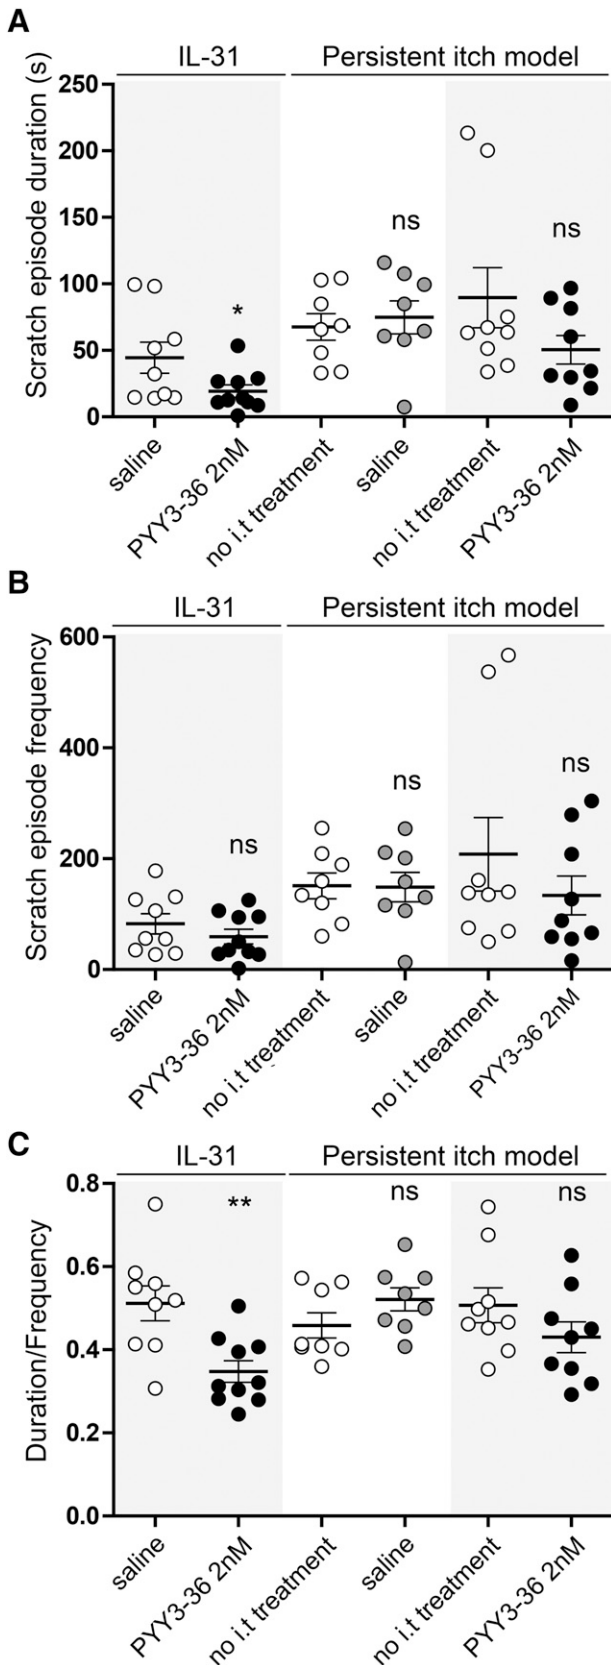 A
IL-31 Persistent itch model
Scratch episode duration (s)
250
200
150
100
50
0
*
ns
ns
saline
PYY3-36 2nM
no i.t treatment
saline
no i.t treatment
PYY3-36 2nM
B
IL-31 Persistent itch model
Scratch episode frequency
600
400
200
0
ns
ns
ns
saline
PYY3-36 2nM
no i.t treatment
saline
no i.t treatment
PYY3-36 2nM
C
IL-31 Persistent itch model
Duration/Frequency
0.8
0.6
0.4
0.2
0.0
**
ns
ns
saline
PYY3-36 2nM
no i.t treatment
saline
no i.t treatment
PYY3-36 2nM